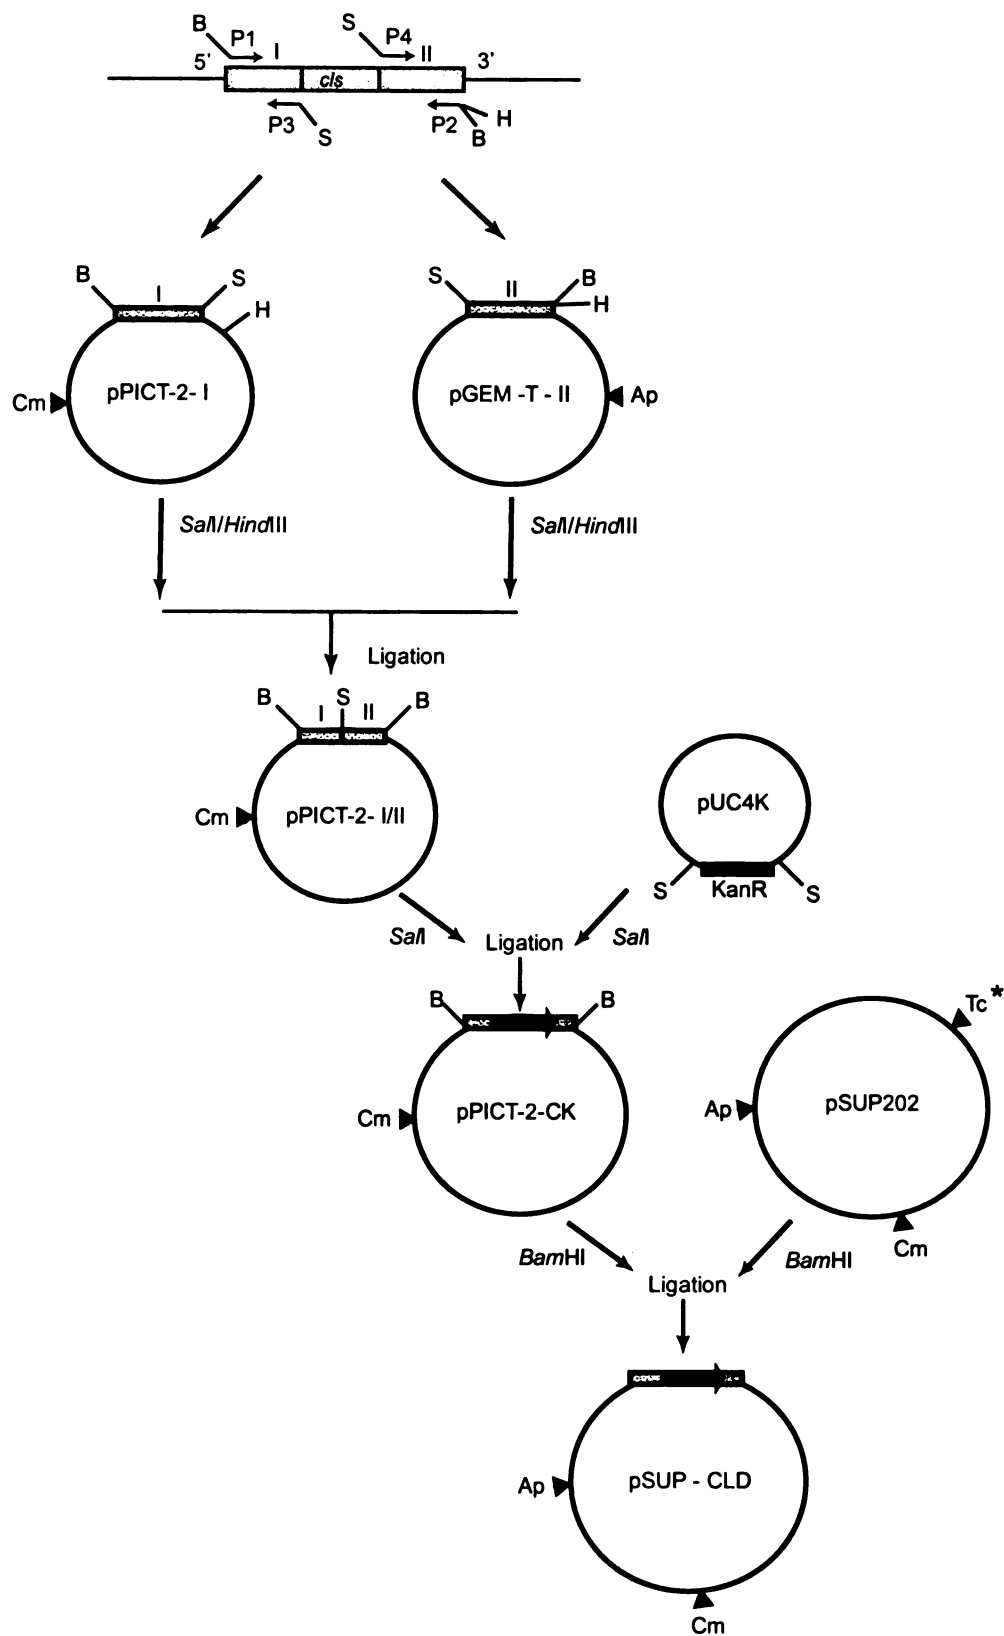 B P1 I S P4 II
5' 3'
cls
P3 S P2 B H
B I S H
S II B H
Cm pPICT-2- I
pGEM -T - II Ap
SalI/HindIII
SalI/HindIII
Ligation
B I S II B
Cm pPICT-2- I/II
pUC4K
S KanR S
SalI Ligation SalI
B B
Cm pPICT-2-CK
Tc*
Ap pSUP202
Cm
BamHI Ligation BamHI
Ap pSUP - CLD
Cm